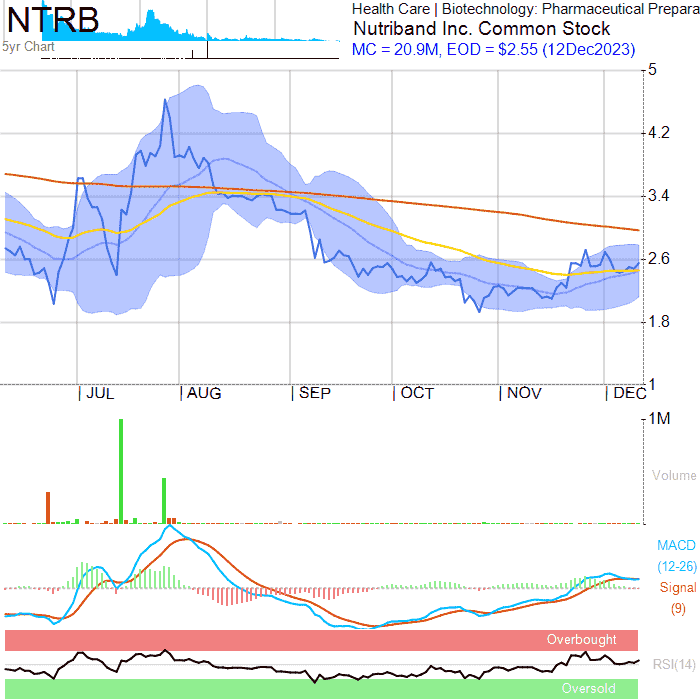 NTRB
5yr Chart
Health Care | Biotechnology: Pharmaceutical Prepara
Nutriband Inc. Common Stock
MC = 20.9M, EOD = $2.55 (12Dec2023)
5
4.2
3.4
2.6
1.8
1
| JUL | AUG | SEP | OCT | NOV | DEC
1M
Volume
MACD
(12-26)
Signal
(9)
Overbought
RSI(14)
Oversold